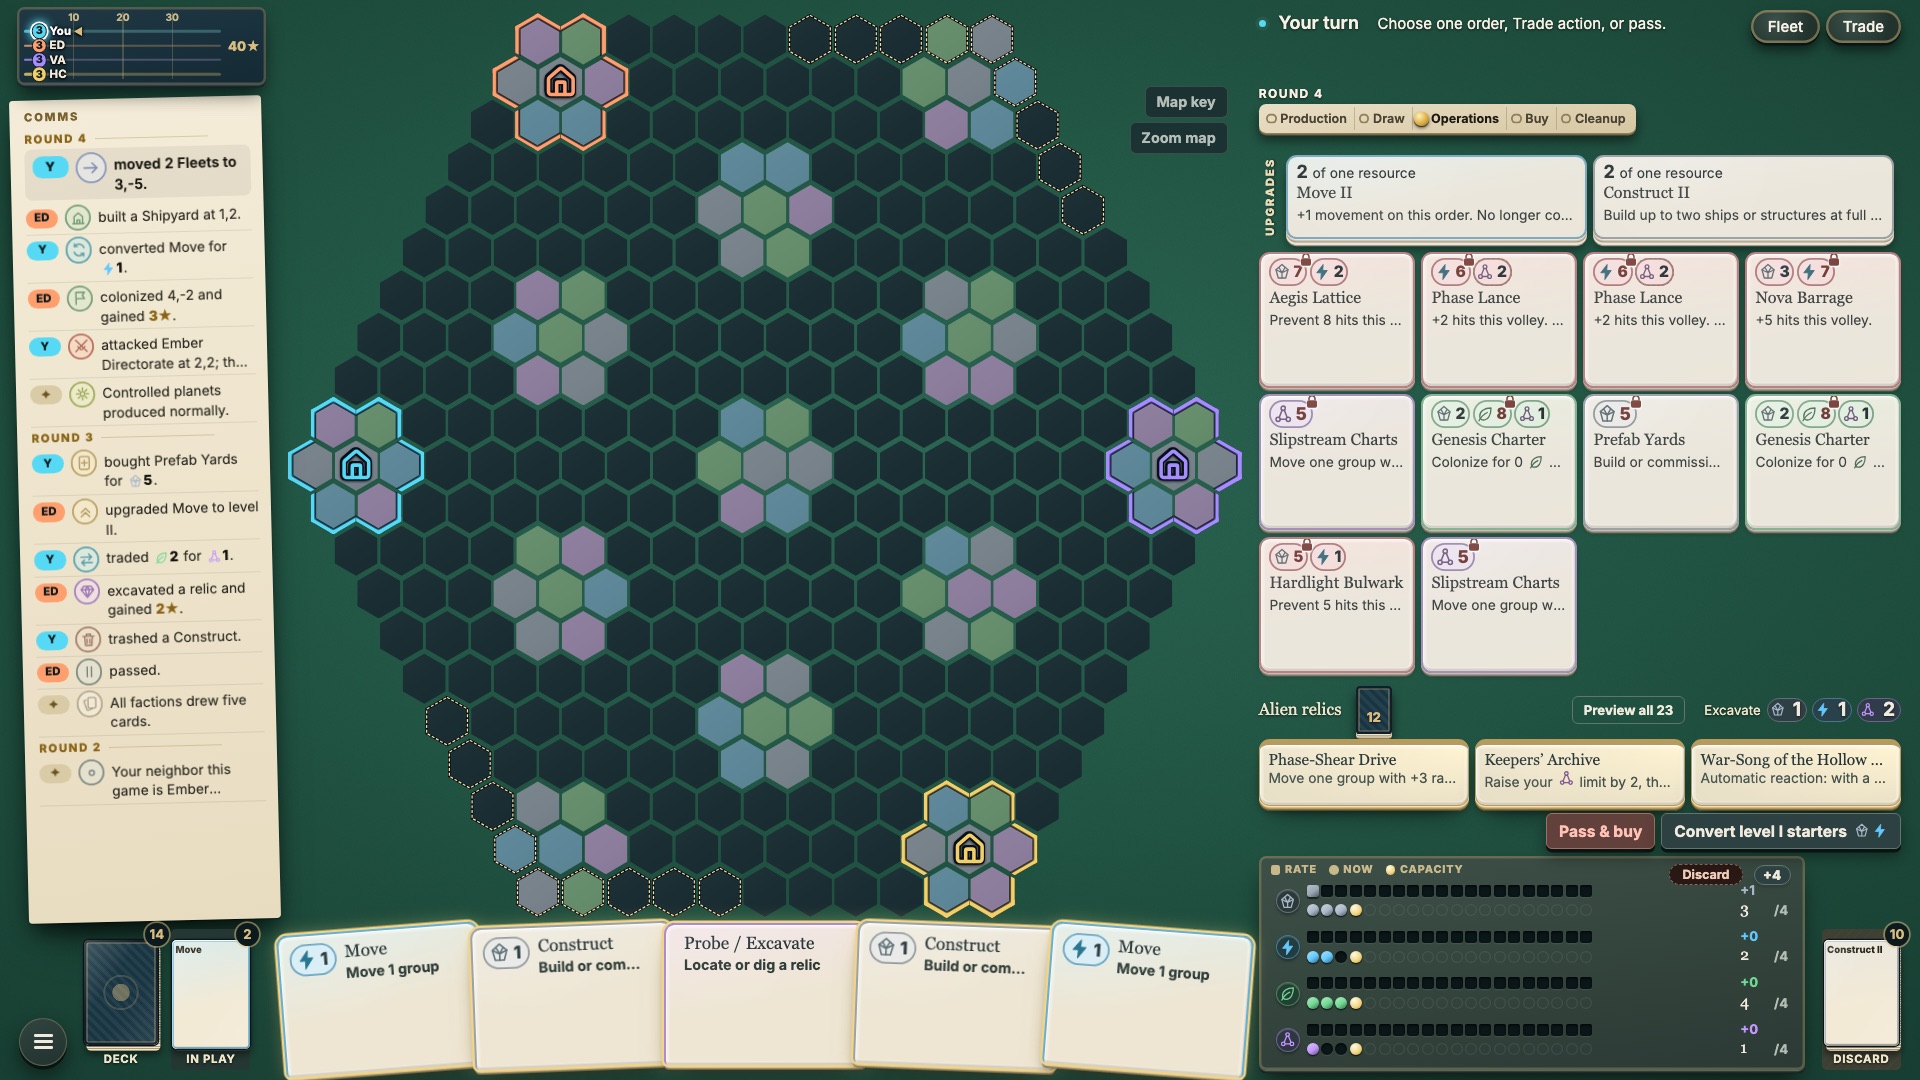 10 20 30
3 You
3 ED
3 VA
3 HC
40★
COMMS
ROUND 4
Y moved 2 Fleets to
3,-5.
ED built a Shipyard at 1,2.
Y converted Move for
1.
ED colonized 4,-2 and
gained 3★.
Y attacked Ember
Directorate at 2,2; th...
Controlled planets
produced normally.
ROUND 3
Y bought Prefab Yards
for 5.
ED upgraded Move to level
II.
Y traded 2 for 1.
ED excavated a relic and
gained 2★.
Y trashed a Construct.
ED passed.
All factions drew five
cards.
ROUND 2
Your neighbor this
game is Ember...
Map key
Zoom map
Your turn Choose one order, Trade action, or pass.
Fleet
Trade
ROUND 4
Production Draw Operations Buy Cleanup
UPGRADES
2 of one resource
Move II
+1 movement on this order. No longer co...
2 of one resource
Construct II
Build up to two ships or structures at full ...
7 2
Aegis Lattice
Prevent 8 hits this ...
6 2
Phase Lance
+2 hits this volley. ...
6 2
Phase Lance
+2 hits this volley. ...
3 7
Nova Barrage
+5 hits this volley.
5
Slipstream Charts
Move one group w...
2 8 1
Genesis Charter
Colonize for 0 ...
5
Prefab Yards
Build or commissi...
2 8 1
Genesis Charter
Colonize for 0 ...
5 1
Hardlight Bulwark
Prevent 5 hits this ...
5
Slipstream Charts
Move one group w...
Alien relics
12
Preview all 23
Excavate 1 1 2
Phase-Shear Drive
Move one group with +3 ra...
Keepers’ Archive
Raise your limit by 2, th...
War-Song of the Hollow ...
Automatic reaction: with a ...
Pass & buy
Convert level I starters
RATE NOW CAPACITY
Discard +4
+1
3 /4
+0
2 /4
+0
4 /4
+0
1 /4
14
DECK
2
Move
IN PLAY
1 Move
Move 1 group
1 Construct
Build or com...
Probe / Excavate
Locate or dig a relic
1 Construct
Build or com...
1 Move
Move 1 group
10
Construct II
DISCARD